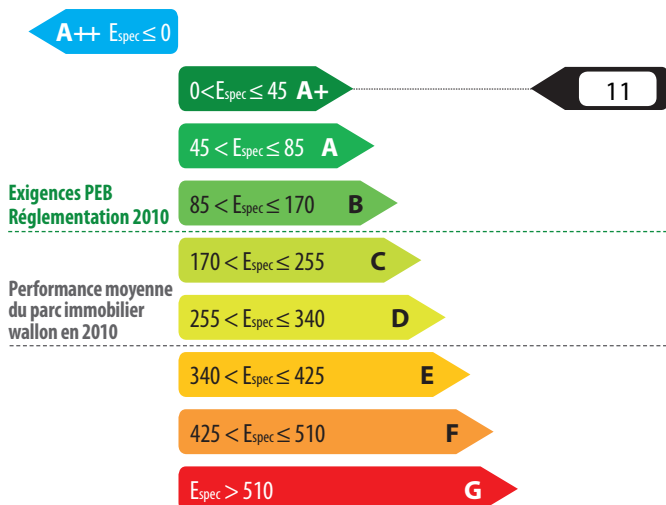 A++ Espec ≤ 0
0<Espec ≤ 45 A+
11
45 < Espec ≤ 85 A
Exigences PEB
Réglementation 2010
85 < Espec ≤ 170 B
170 < Espec ≤ 255 C
Performance moyenne
du parc immobilier
wallon en 2010
255 < Espec ≤ 340 D
340 < Espec ≤ 425 E
425 < Espec ≤ 510 F
Espec > 510 G